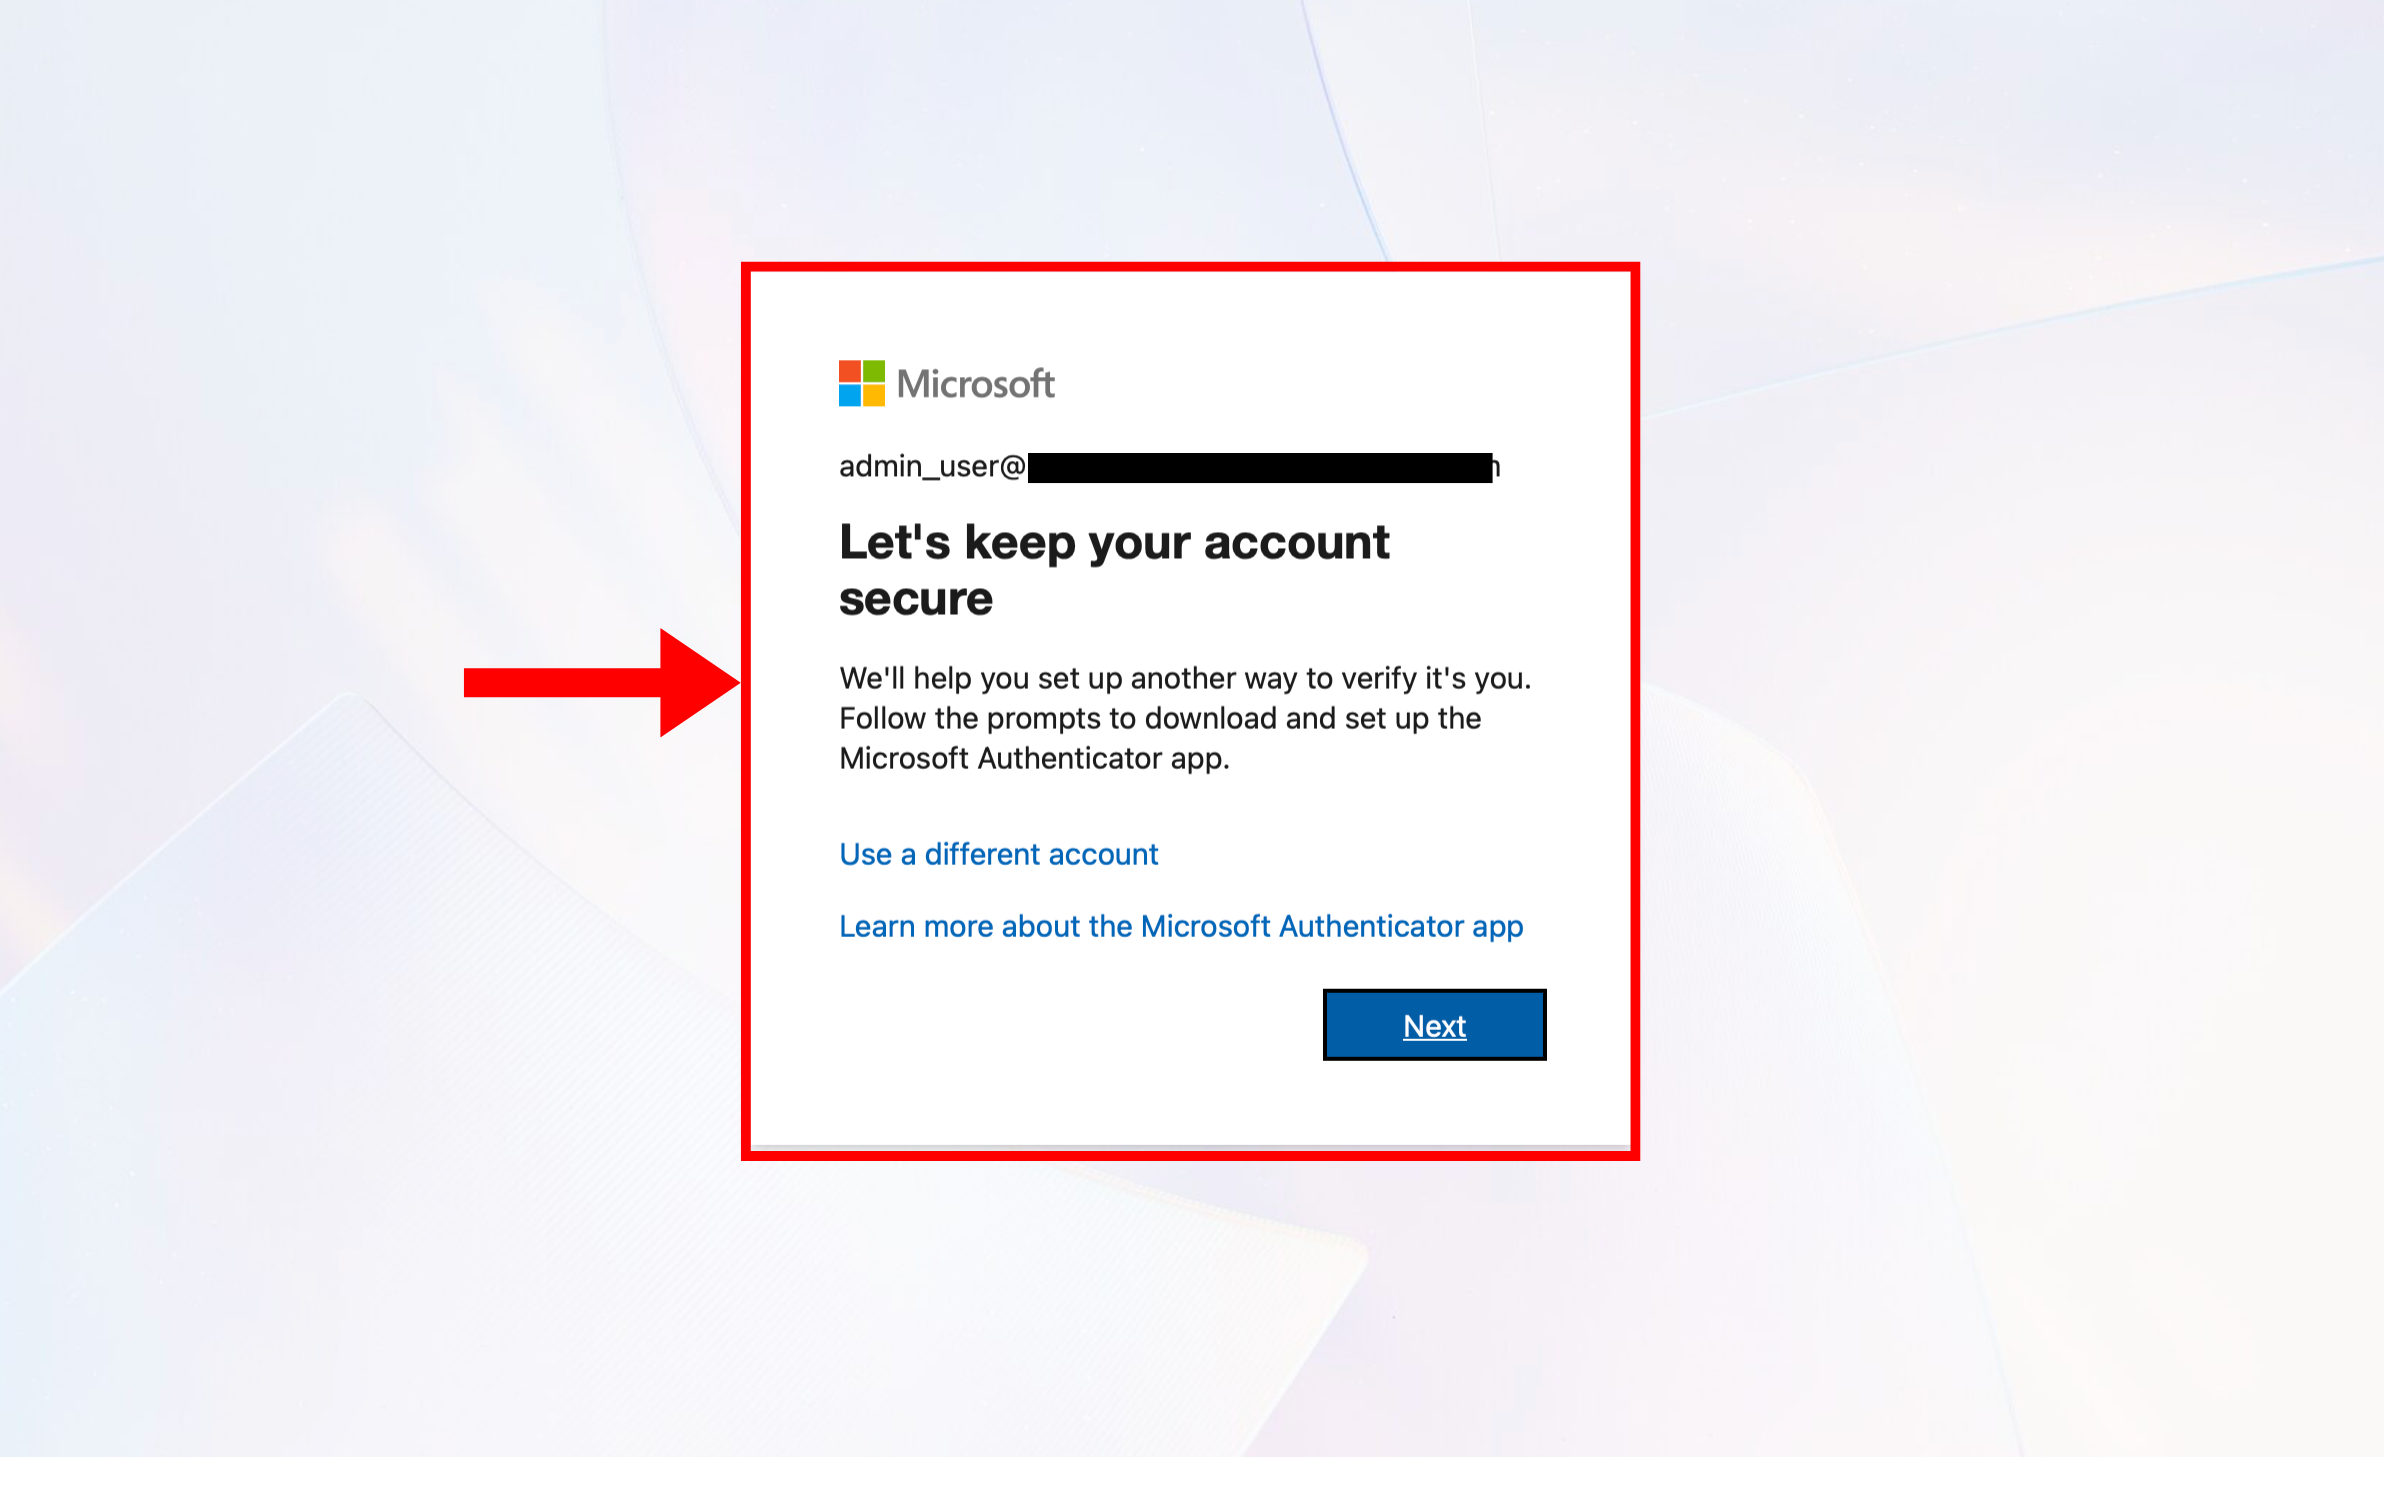 Microsoft
admin_user@
Let's keep your account
secure
We'll help you set up another way to verify it's you.
Follow the prompts to download and set up the
Microsoft Authenticator app.
Use a different account
Learn more about the Microsoft Authenticator app
Next